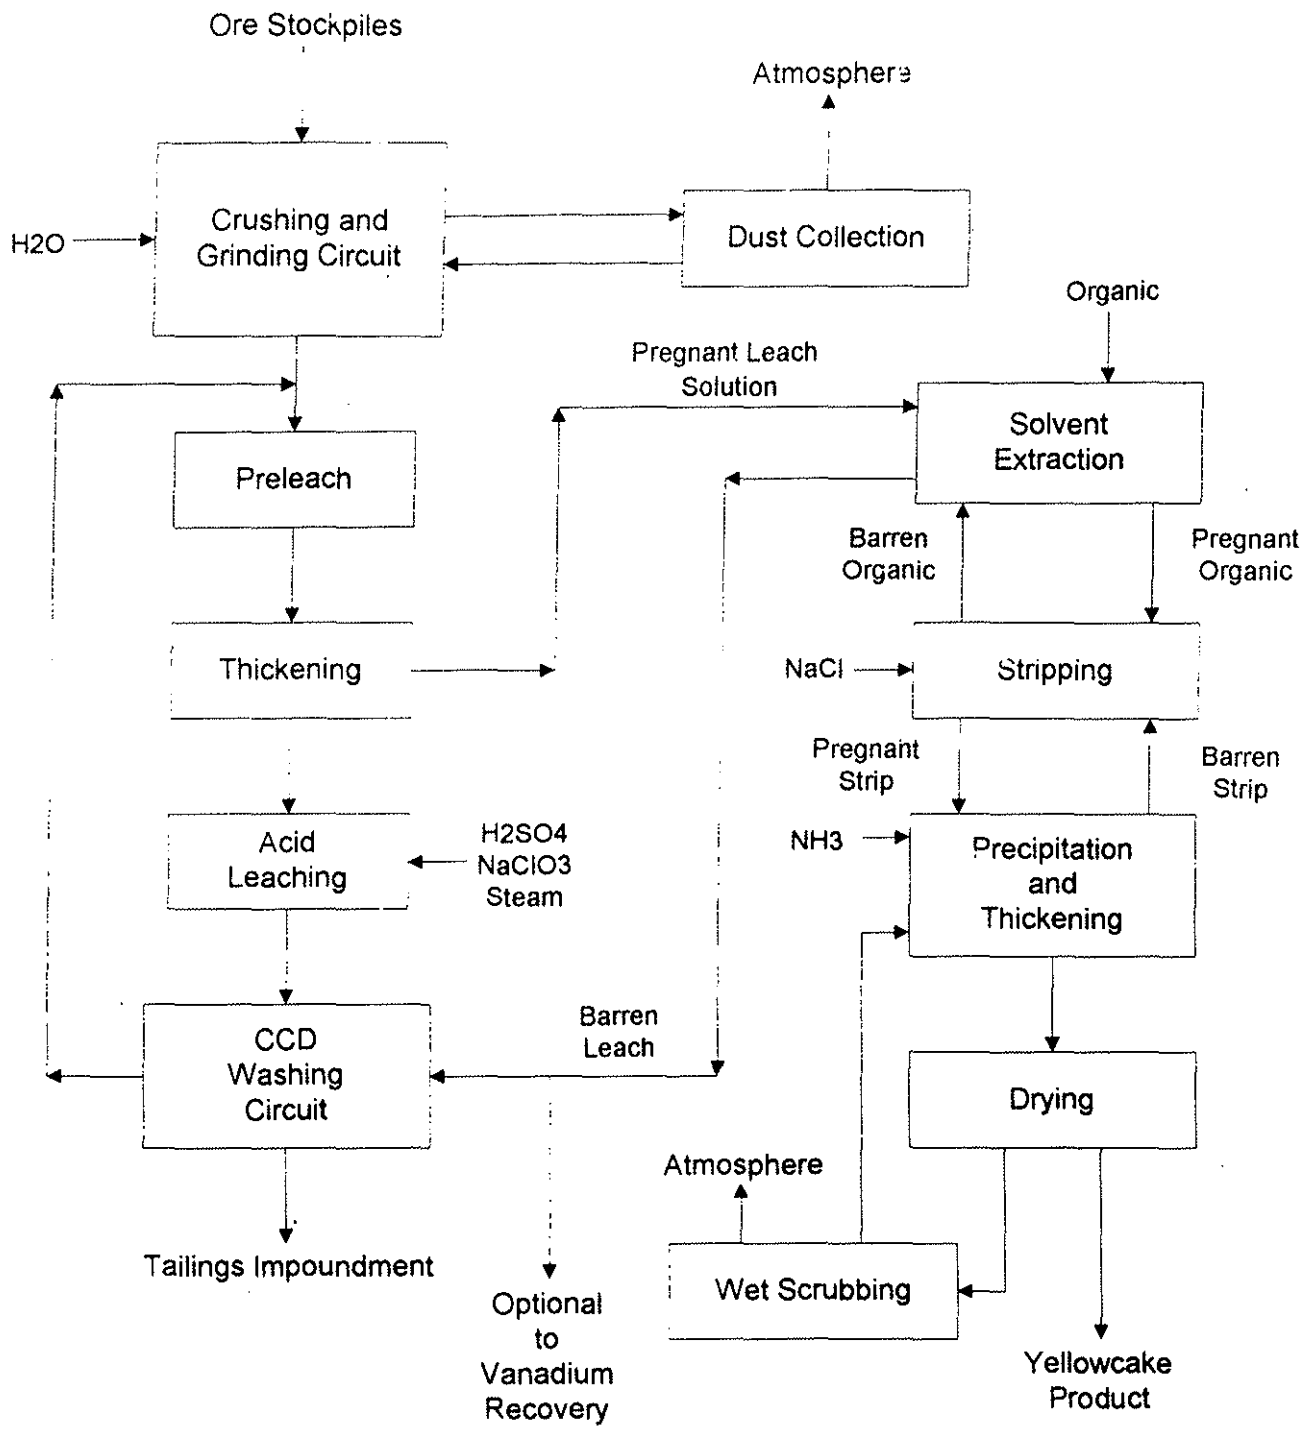 Ore Stockpiles
Atmosphere
Crushing and
Grinding Circuit
H2O
Dust Collection
Organic
Pregnant Leach
Solution
Solvent
Extraction
Preleach
Barren
Organic
Pregnant
Organic
Thickening
NaCl
Stripping
Pregnant
Strip
Barren
Strip
Acid
Leaching
H2SO4
NaClO3
Steam
NH3
Precipitation
and
Thickening
CCD
Washing
Circuit
Barren
Leach
Drying
Atmosphere
Tailings Impoundment
Wet Scrubbing
Optional
to
Vanadium
Recovery
Yellowcake
Product